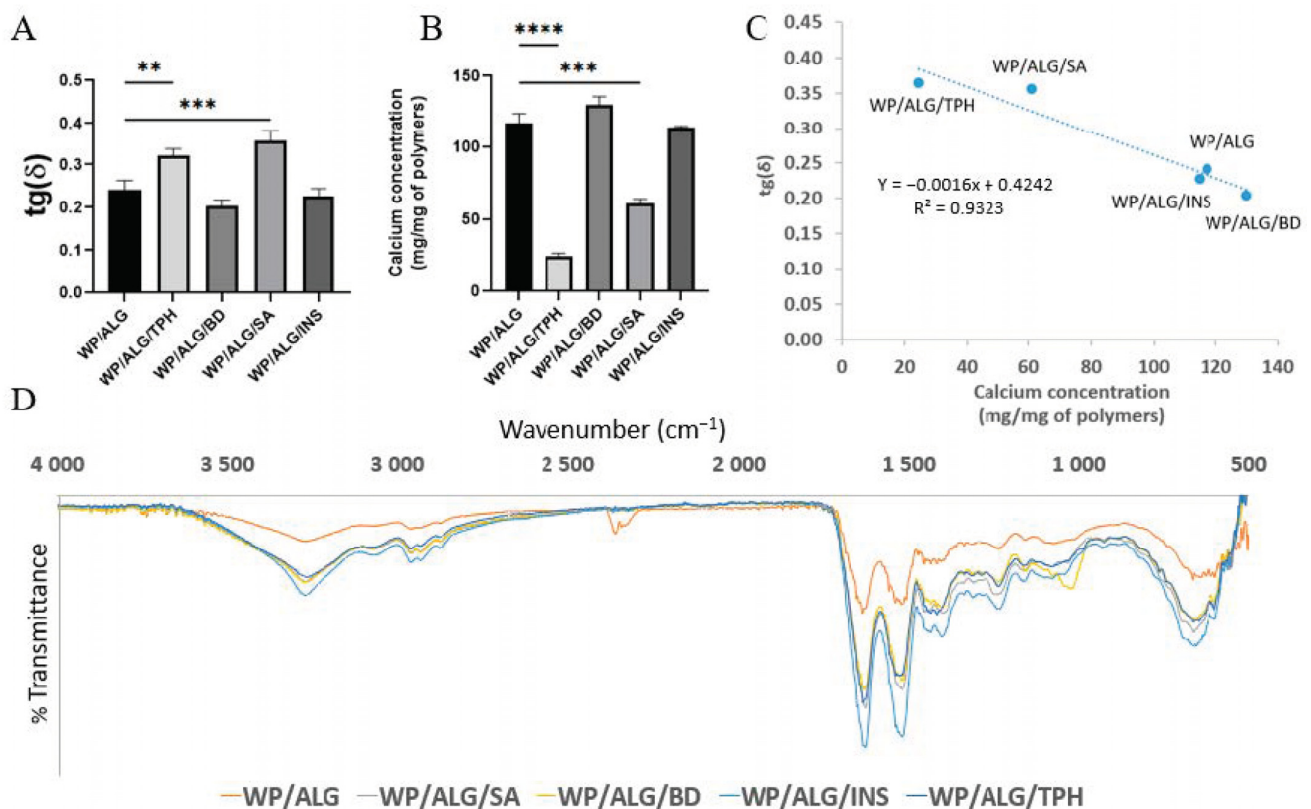 A
**
***
0.5
0.4
0.3
0.2
0.1
0.0
tg(δ)
WP/ALG
WP/ALG/TPH
WP/ALG/BD
WP/ALG/SA
WP/ALG/INS
B
****
***
150
100
50
0
Calcium concentration
(mg/mg of polymers)
WP/ALG
WP/ALG/TPH
WP/ALG/BD
WP/ALG/SA
WP/ALG/INS
C
0.45
0.40
0.35
0.30
0.25
0.20
0.15
0.10
0.05
0.00
tg(δ)
WP/ALG/SA
WP/ALG/TPH
WP/ALG
WP/ALG/INS
WP/ALG/BD
Y = −0.0016x + 0.4242
R² = 0.9323
0 20 40 60 80 100 120 140
Calcium concentration
(mg/mg of polymers)
D
Wavenumber (cm⁻¹)
4 000 3 500 3 000 2 500 2 000 1 500 1 000 500
% Transmittance
WP/ALG WP/ALG/SA WP/ALG/BD WP/ALG/INS WP/ALG/TPH